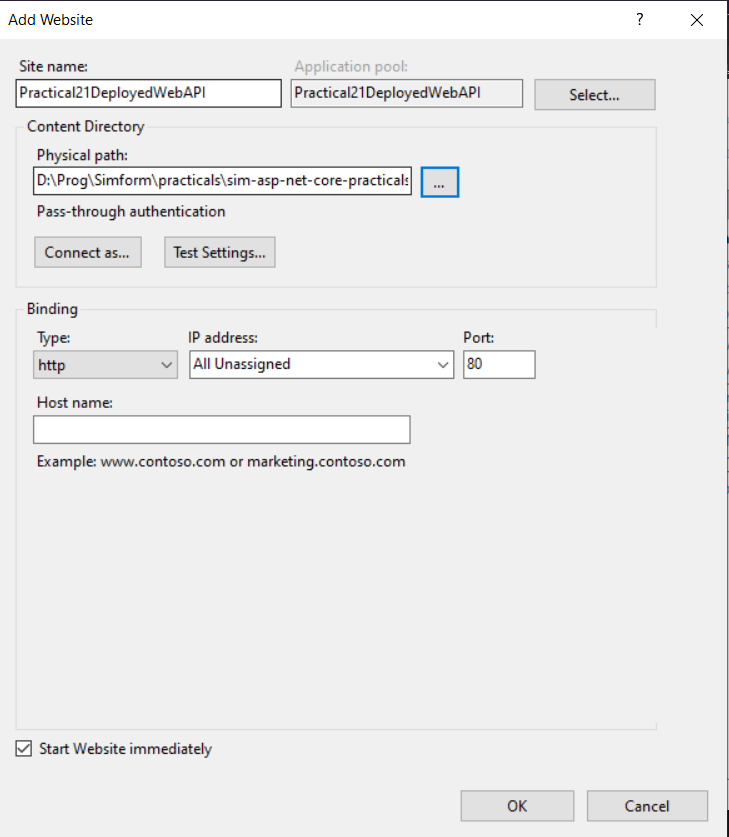 Add Website
?
Site name:
Application pool:
Practical21DeployedWebAPI
Practical21DeployedWebAPI
Select...
Content Directory
Physical path:
D:\Prog\Simform\practicals\sim-asp-net-core-practicals
...
Pass-through authentication
Connect as...
Test Settings...
Binding
Type:
IP address:
Port:
http
All Unassigned
80
Host name:
Example: www.contoso.com or marketing.contoso.com
Start Website immediately
OK
Cancel